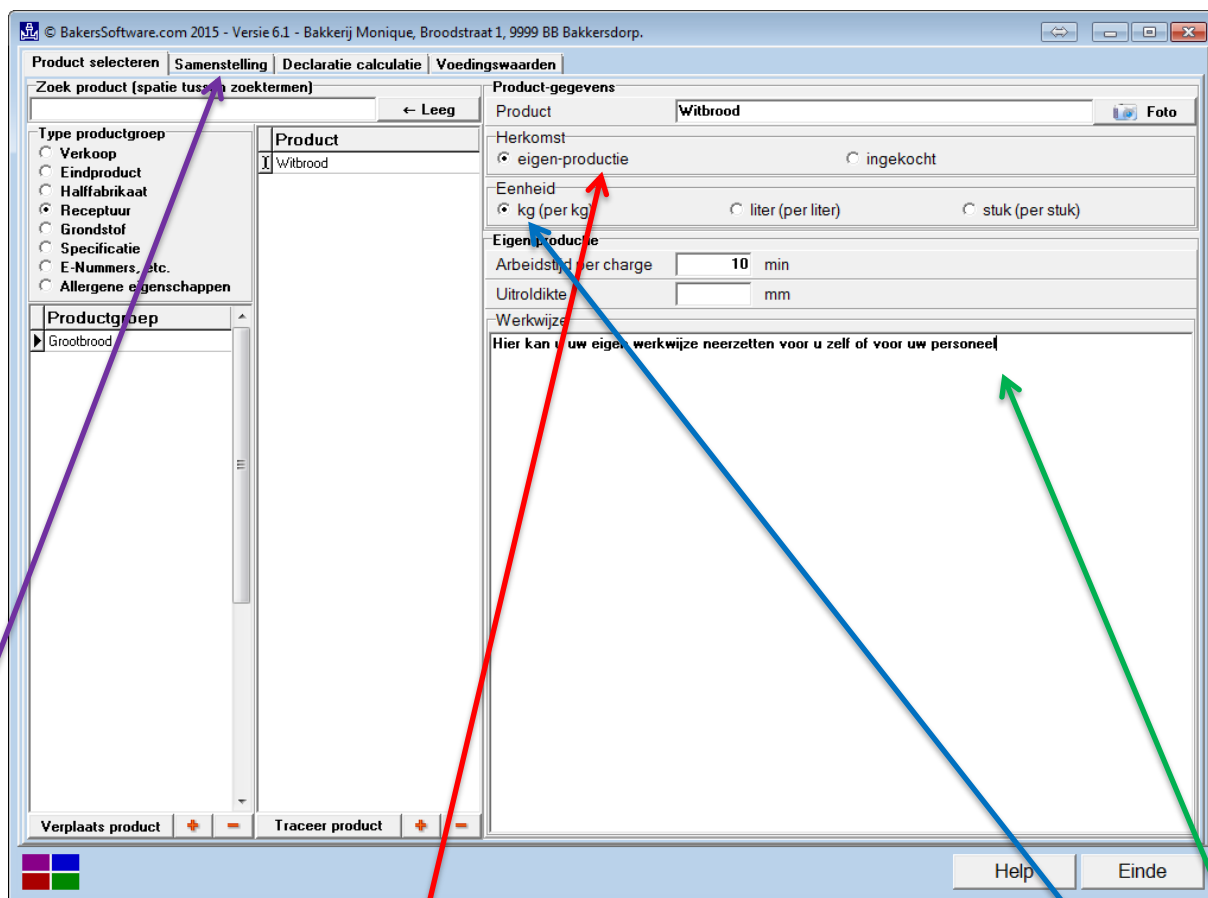 © BakersSoftware.com 2015 - Versie 6.1 - Bakkerij Monique, Broodstraat 1, 9999 BB Bakkersdorp.
Product selecteren Samenstelling Declaratie calculatie Voedingswaarden
Zoek product (spatie tussen zoektermen)
← Leeg
Type productgroep
Verkoop
Eindproduct
Halffabrikaat
Receptuur
Grondstof
Specificatie
E-Nummers, etc.
Allergene eigenschappen
Productgroep
Grootbrood
Verplaats product + −
Product
Witbrood
Traceer product + −
Product-gegevens
Product Witbrood Foto
Herkomst
eigen-productie ingekocht
Eenheid
kg (per kg) liter (per liter) stuk (per stuk)
Eigen productie
Arbeidstijd per charge 10 min
Uitroldikte mm
Werkwijze
Hier kan u uw eigen werkwijze neerzetten voor u zelf of voor uw personeel
Help Einde